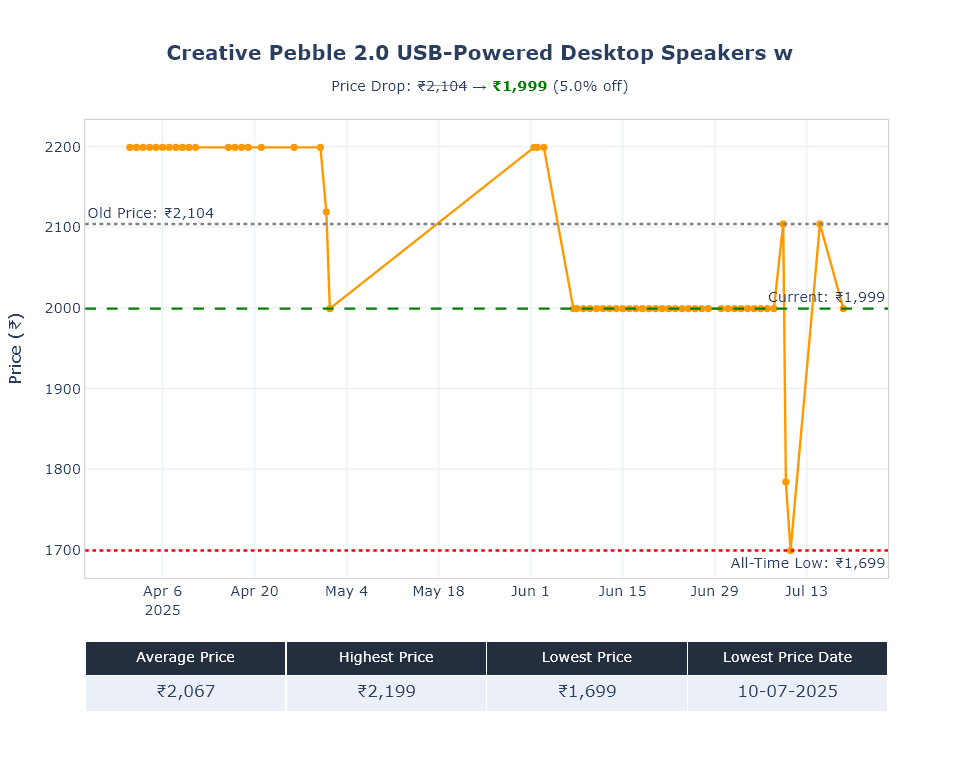 Creative Pebble 2.0 USB-Powered Desktop Speakers w
Price Drop: ₹2,104 → ₹1,999 (5.0% off)
Price (₹)
2200
2100
2000
1900
1800
1700
Old Price: ₹2,104
Current: ₹1,999
All-Time Low: ₹1,699
Apr 6
2025
Apr 20
May 4
May 18
Jun 1
Jun 15
Jun 29
Jul 13
Average Price Highest Price Lowest Price Lowest Price Date
₹2,067 ₹2,199 ₹1,699 10-07-2025